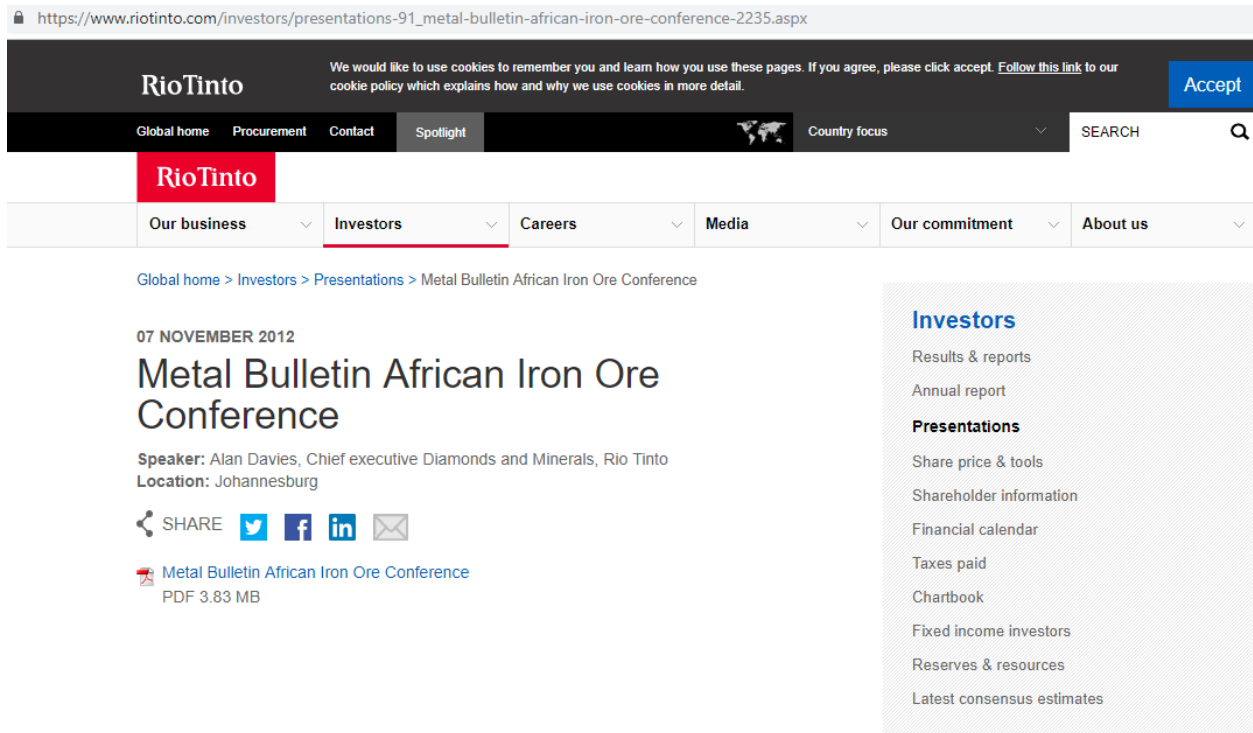 https://www.riotinto.com/investors/presentations-91_metal-bulletin-african-iron-ore-conference-2235.aspx
RioTinto
We would like to use cookies to remember you and learn how you use these pages. If you agree, please click accept. Follow this link to our
cookie policy which explains how and why we use cookies in more detail.
Accept
Global home Procurement Contact Spotlight Country focus SEARCH
RioTinto
Our business Investors Careers Media Our commitment About us
Global home > Investors > Presentations > Metal Bulletin African Iron Ore Conference
07 NOVEMBER 2012
Metal Bulletin African Iron Ore
Conference
Speaker: Alan Davies, Chief executive Diamonds and Minerals, Rio Tinto
Location: Johannesburg
SHARE
Metal Bulletin African Iron Ore Conference
PDF 3.83 MB
Investors
Results & reports
Annual report
Presentations
Share price & tools
Shareholder information
Financial calendar
Taxes paid
Chartbook
Fixed income investors
Reserves & resources
Latest consensus estimates